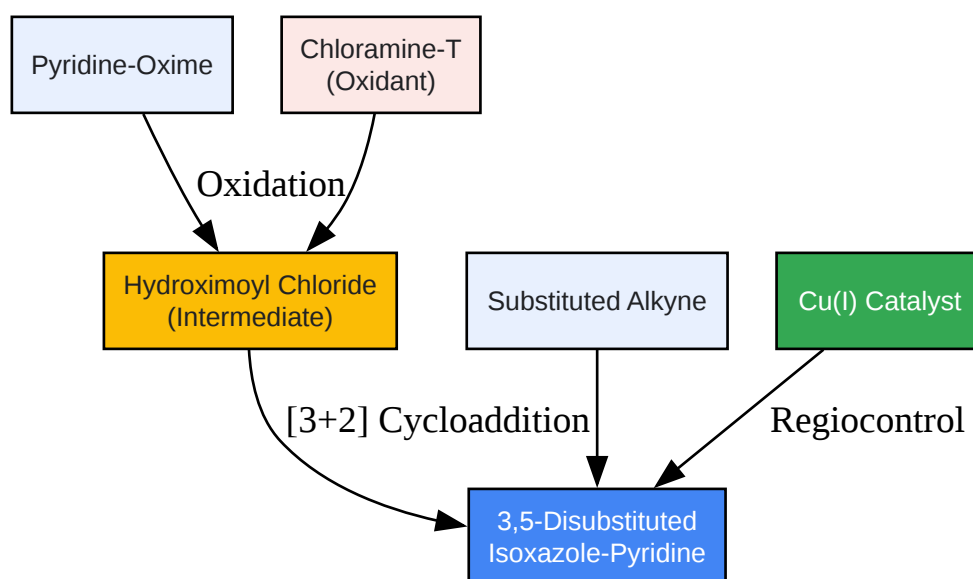 Pyridine-Oxime
Chloramine-T
(Oxidant)
Oxidation
Hydroximoyl Chloride
(Intermediate)
Substituted Alkyne
Cu(I) Catalyst
[3+2] Cycloaddition
Regiocontrol
3,5-Disubstituted
Isoxazole-Pyridine